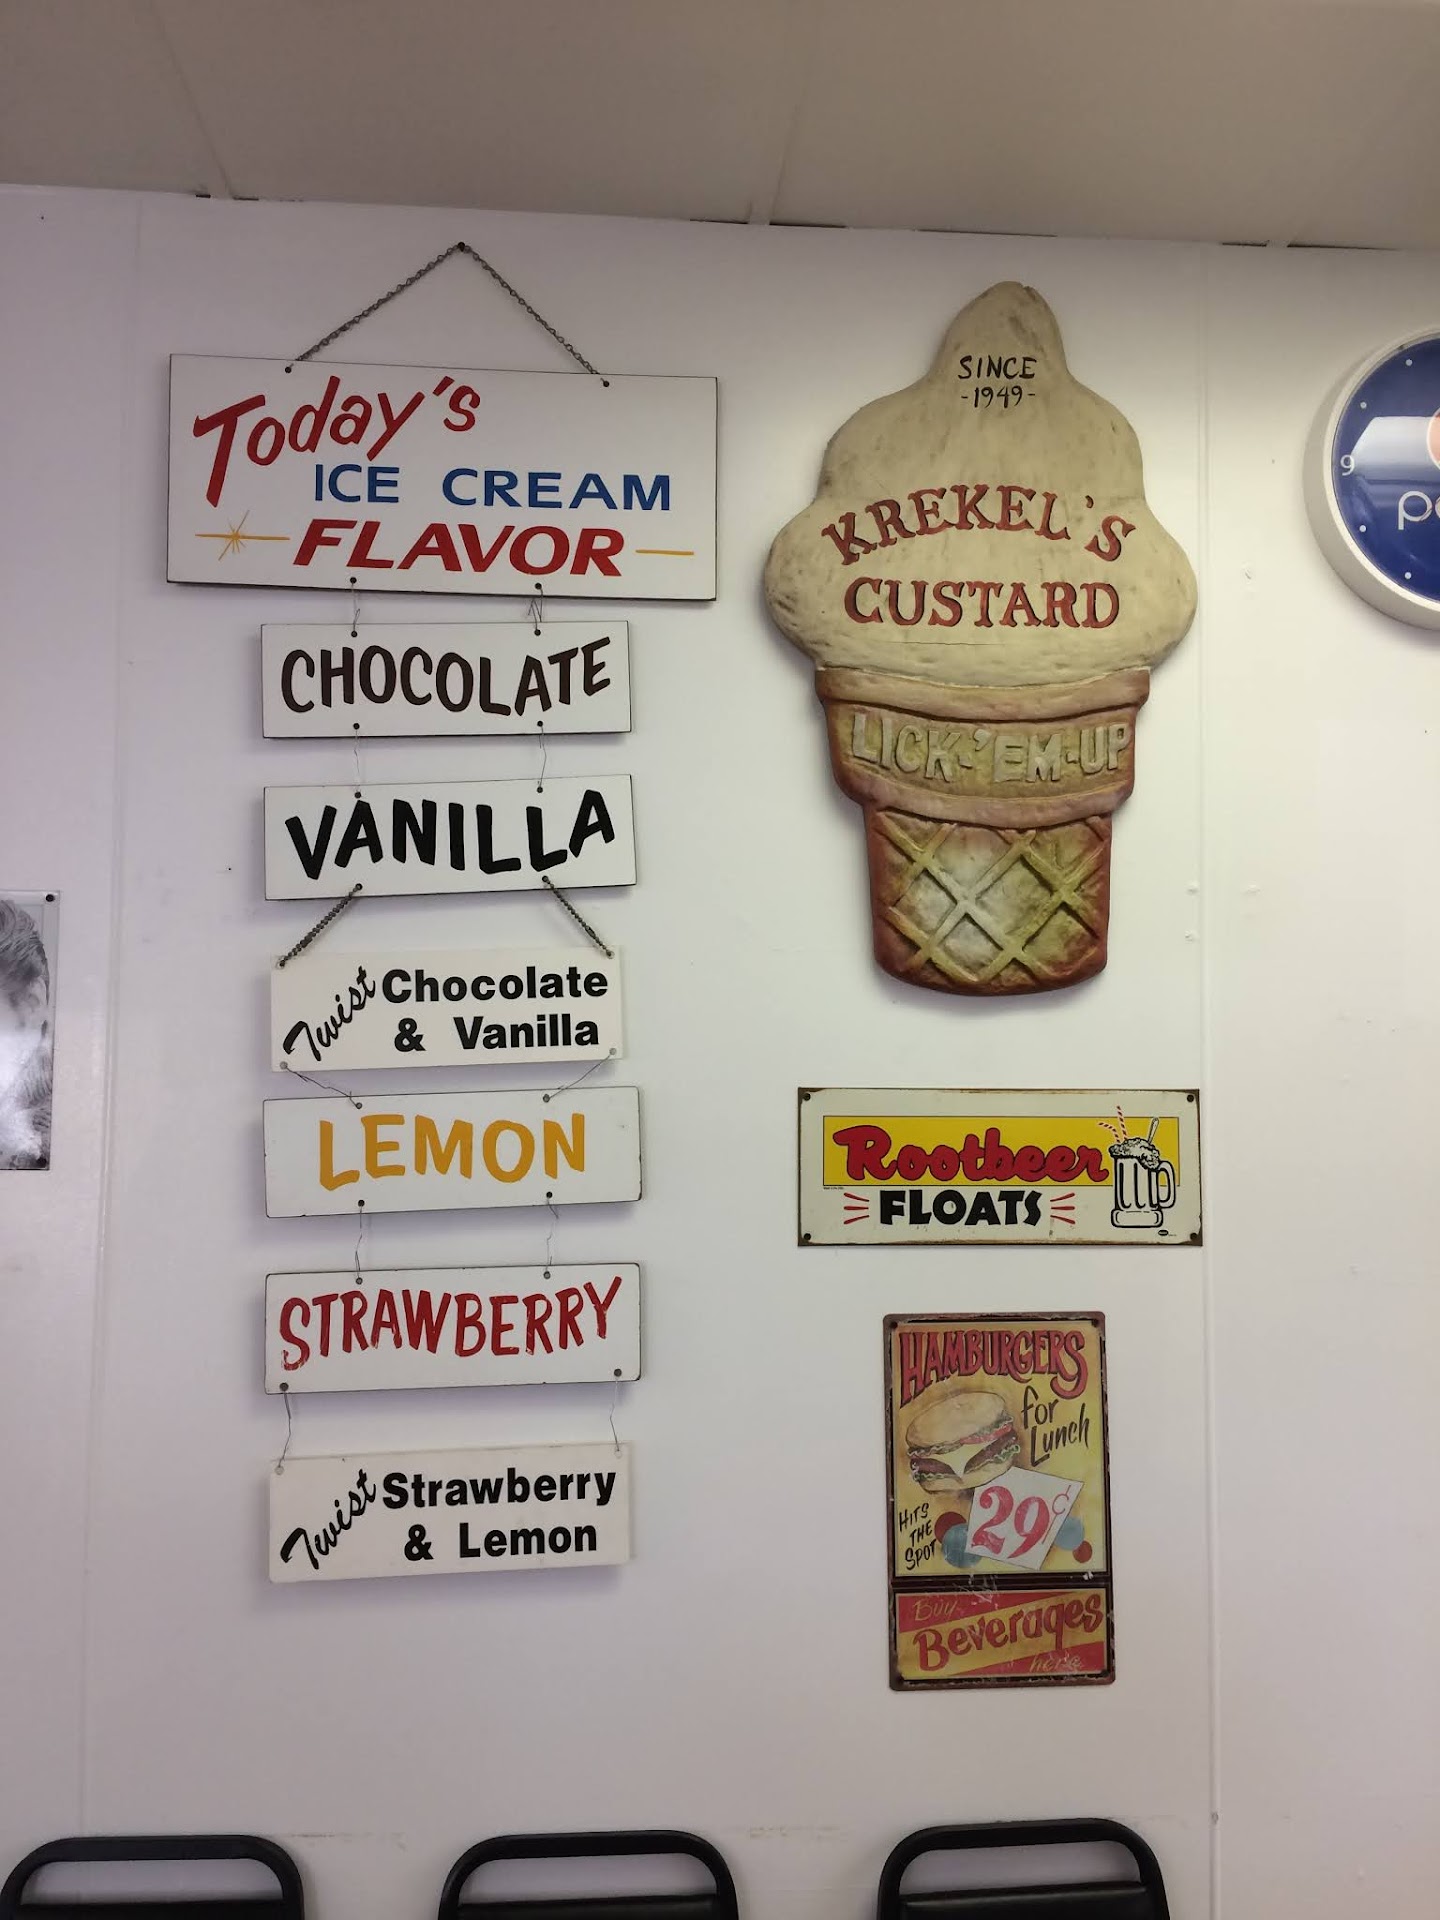 Today's
ICE CREAM
FLAVOR
CHOCOLATE
VANILLA
Twist Chocolate
& Vanilla
LEMON
STRAWBERRY
Twist Strawberry
& Lemon
SINCE
-1949-
KREKEL'S
CUSTARD
LICK-'EM-UP
9
Rootbeer
FLOATS
HAMBURGERS
for
Lunch
29¢
HITS
THE
SPOT
Buy
Beverages
here